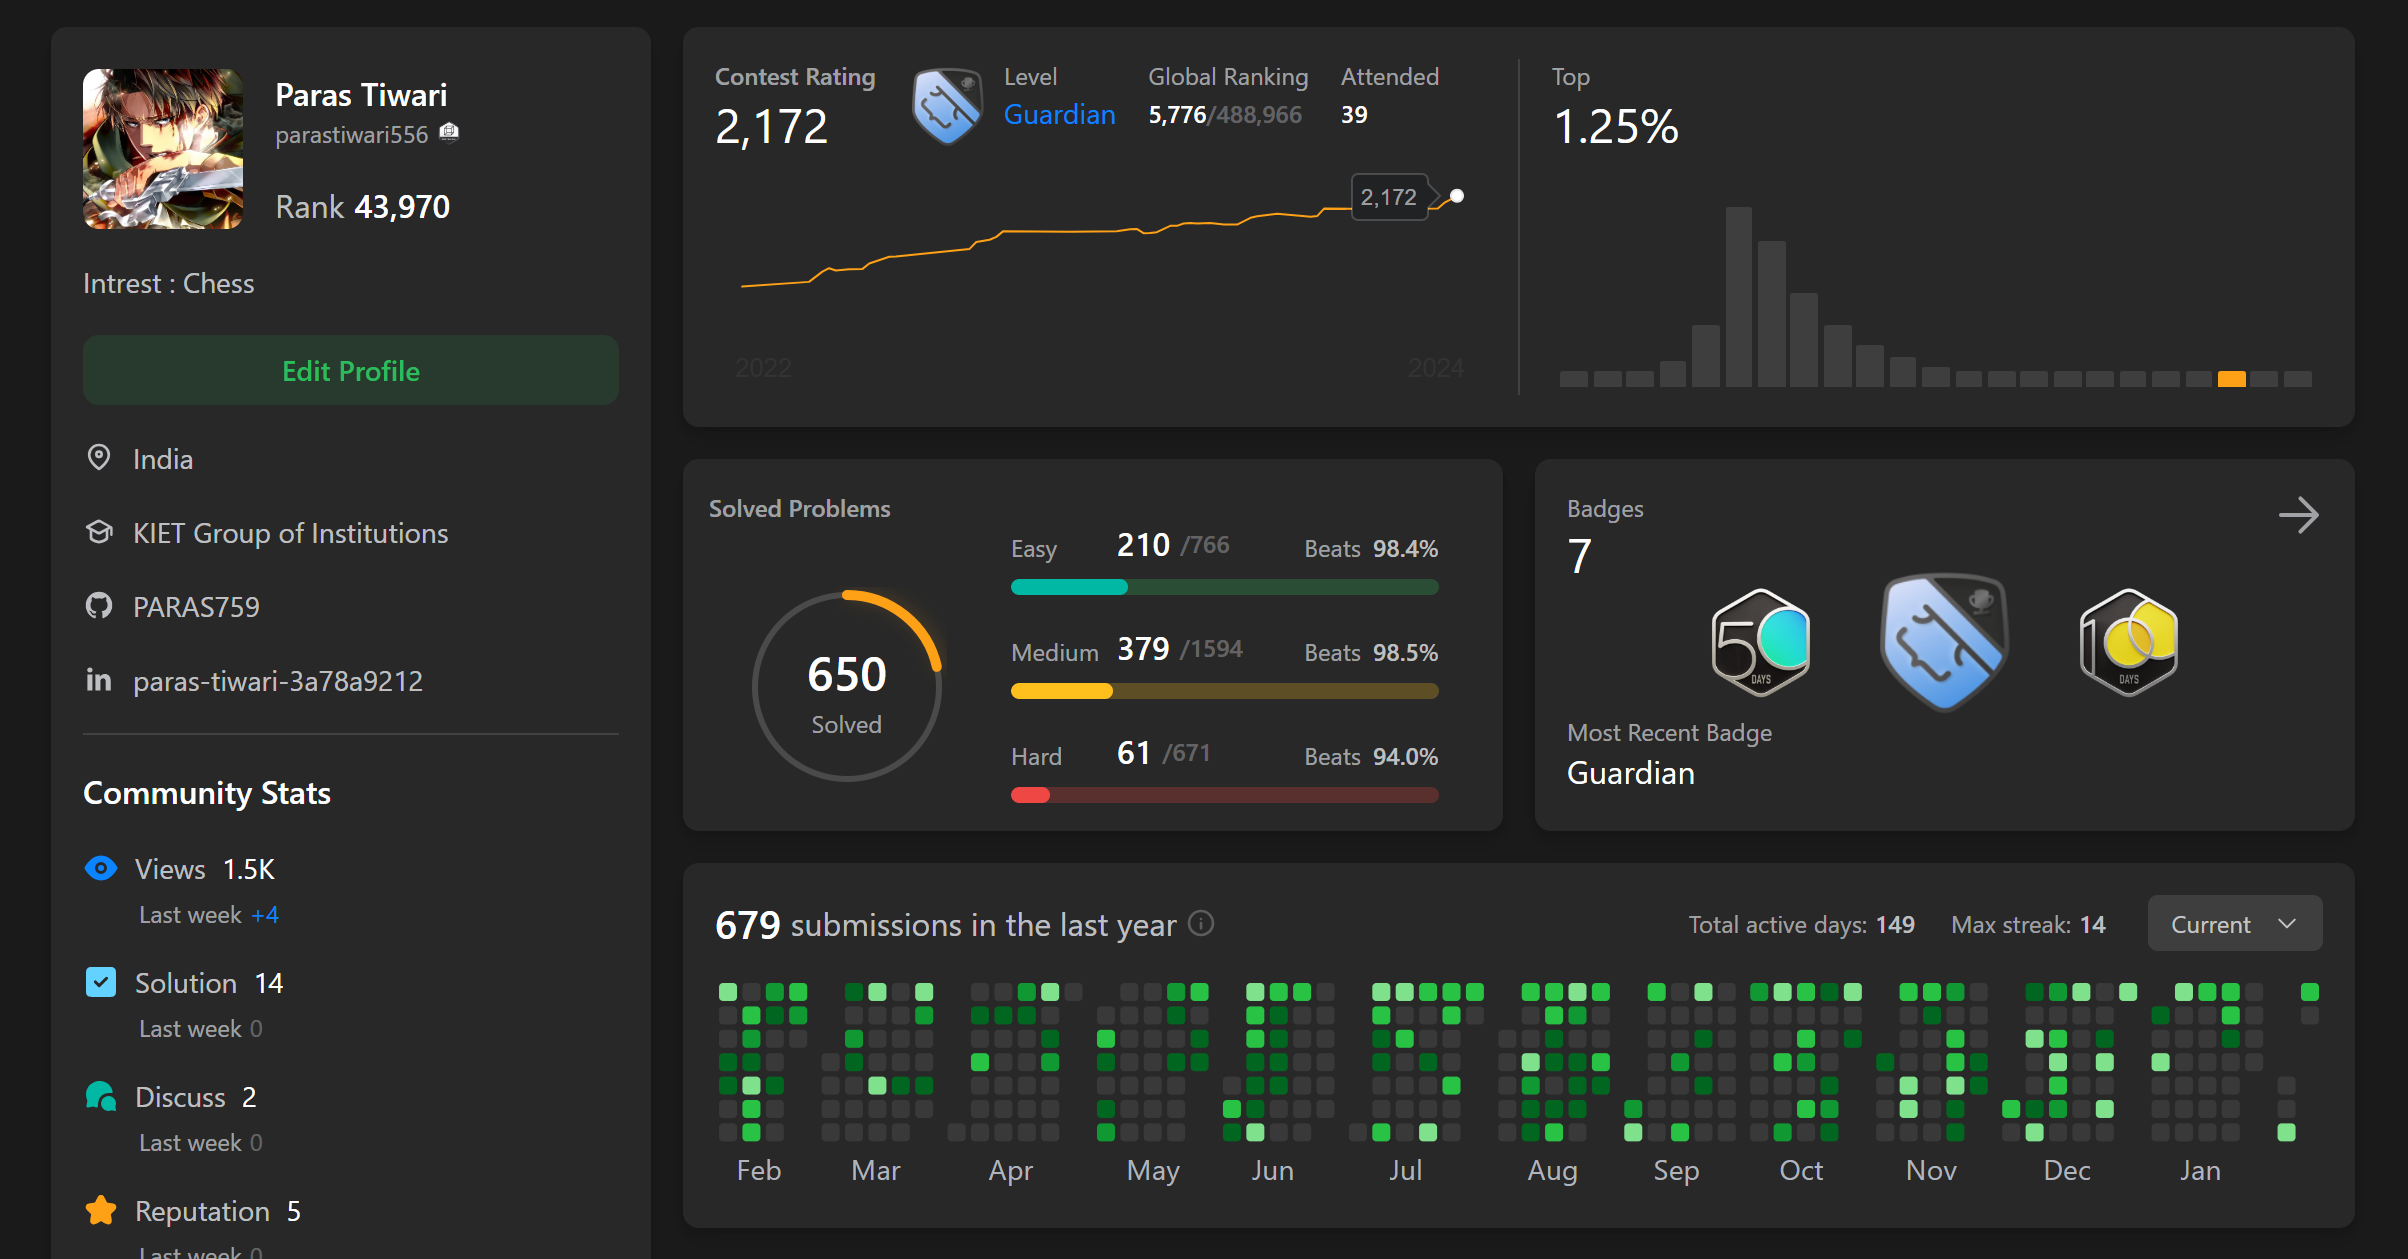 Paras Tiwari
parastiwari556
Rank 43,970
Intrest : Chess
Edit Profile
India
KIET Group of Institutions
PARAS759
paras-tiwari-3a78a9212
Community Stats
Views 1.5K
Last week +4
Solution 14
Last week 0
Discuss 2
Last week 0
Reputation 5
Last week 0
Contest Rating
2,172
Level
Guardian
Global Ranking
5,776/488,966
Attended
39
2,172
2022 2024
Top
1.25%
Solved Problems
650
Solved
Easy 210 /766 Beats 98.4%
Medium 379 /1594 Beats 98.5%
Hard 61 /671 Beats 94.0%
Badges
7
50
DAYS
100
DAYS
Most Recent Badge
Guardian
679 submissions in the last year
Total active days: 149 Max streak: 14 Current
Feb Mar Apr May Jun Jul Aug Sep Oct Nov Dec Jan